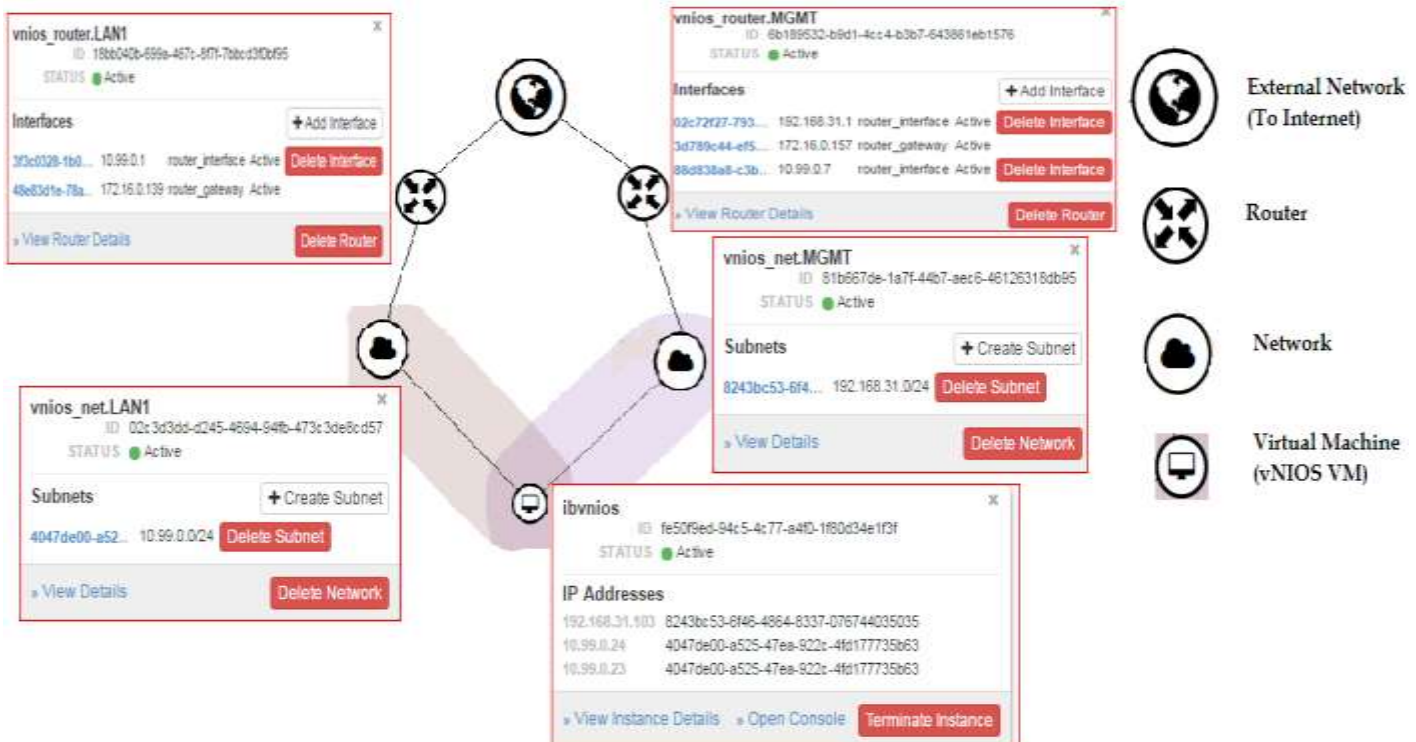 vnios_router.LAN1 x
ID 18bb040b-699a-467c-8f7f-7bbcd3f0bf95
STATUS Active
Interfaces + Add Interface
3f3c0328-1b0... 10.99.0.1 router_interface Active Delete Interface
48e83d1e-78a... 172.16.0.139 router_gateway Active
» View Router Details Delete Router
vnios_router.MGMT x
ID 6b189532-b9d1-4cc4-b3b7-643861eb1576
STATUS Active
Interfaces + Add Interface
02c72f27-793... 192.168.31.1 router_interface Active Delete Interface
3d789c44-ef5... 172.16.0.157 router_gateway Active
88d838a8-c3b... 10.99.0.7 router_interface Active Delete Interface
» View Router Details Delete Router
External Network
(To Internet)
Router
vnios_net.MGMT x
ID 81b667de-1a7f-44b7-aec6-46126318db95
STATUS Active
Subnets + Create Subnet
8243bc53-6f4... 192.168.31.0/24 Delete Subnet
» View Details Delete Network
Network
vnios_net.LAN1 x
ID 02c3d3dd-d245-4694-94fb-473c3de8cd57
STATUS Active
Subnets + Create Subnet
4047de00-a52... 10.99.0.0/24 Delete Subnet
» View Details Delete Network
Virtual Machine
(vNIOS VM)
ibvnios x
ID fe50f9ed-94c5-4c77-a4f0-1f80d34e1f3f
STATUS Active
IP Addresses
192.168.31.103 8243bc53-6f46-4864-8337-076744035035
10.99.0.24 4047de00-a525-47ea-922c-4fd177735b63
10.99.0.23 4047de00-a525-47ea-922c-4fd177735b63
» View Instance Details » Open Console Terminate Instance